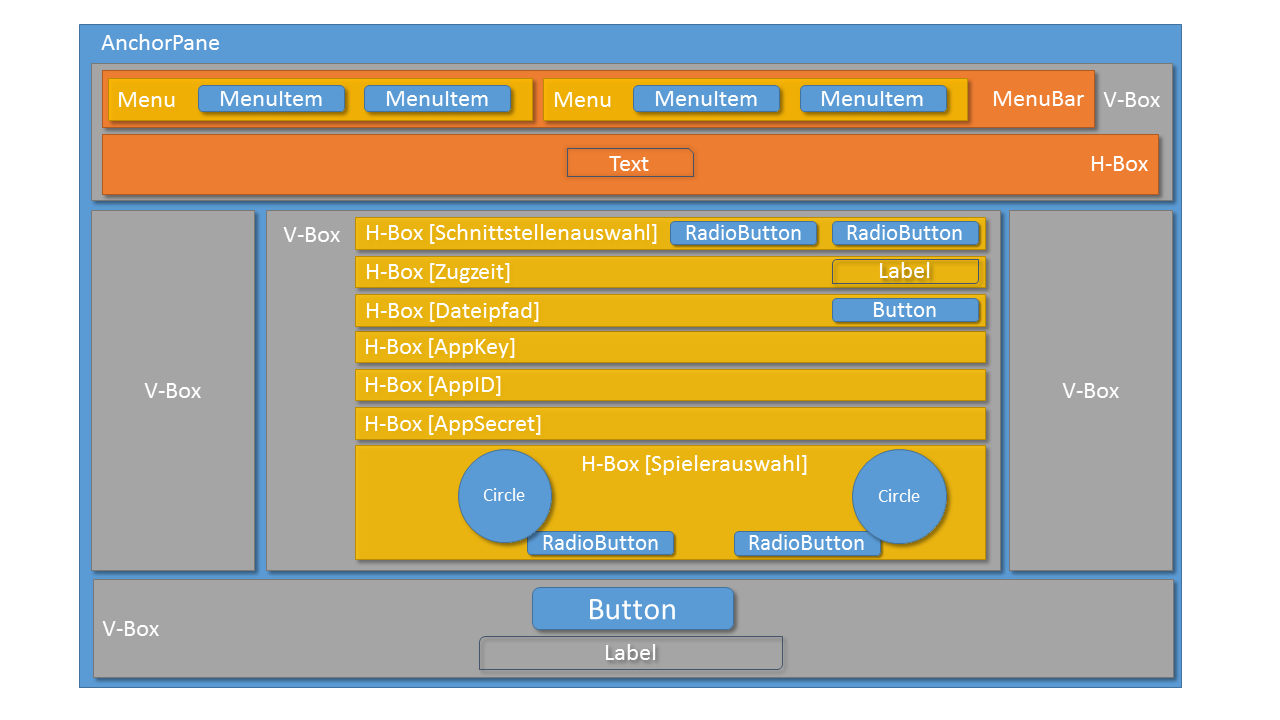 AnchorPane
Menu MenuItem MenuItem Menu MenuItem MenuItem MenuBar V-Box
Text H-Box
V-Box H-Box [Schnittstellenauswahl] RadioButton RadioButton
H-Box [Zugzeit] Label
H-Box [Dateipfad] Button
H-Box [AppKey]
H-Box [AppID]
V-Box V-Box
H-Box [AppSecret]
H-Box [Spielerauswahl]
Circle Circle
RadioButton RadioButton
Button
V-Box
Label